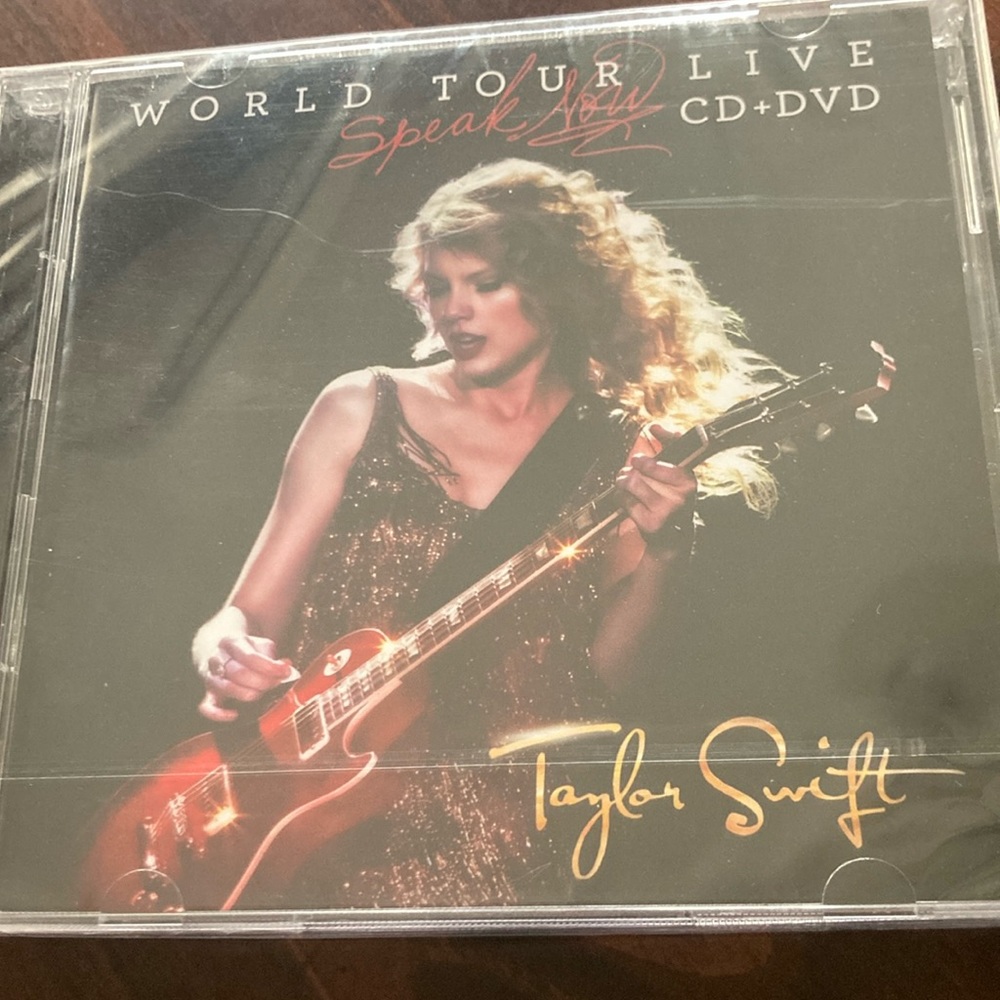 WORLD TOUR LIVE
Speak Now CD+DVD
Taylor Swift